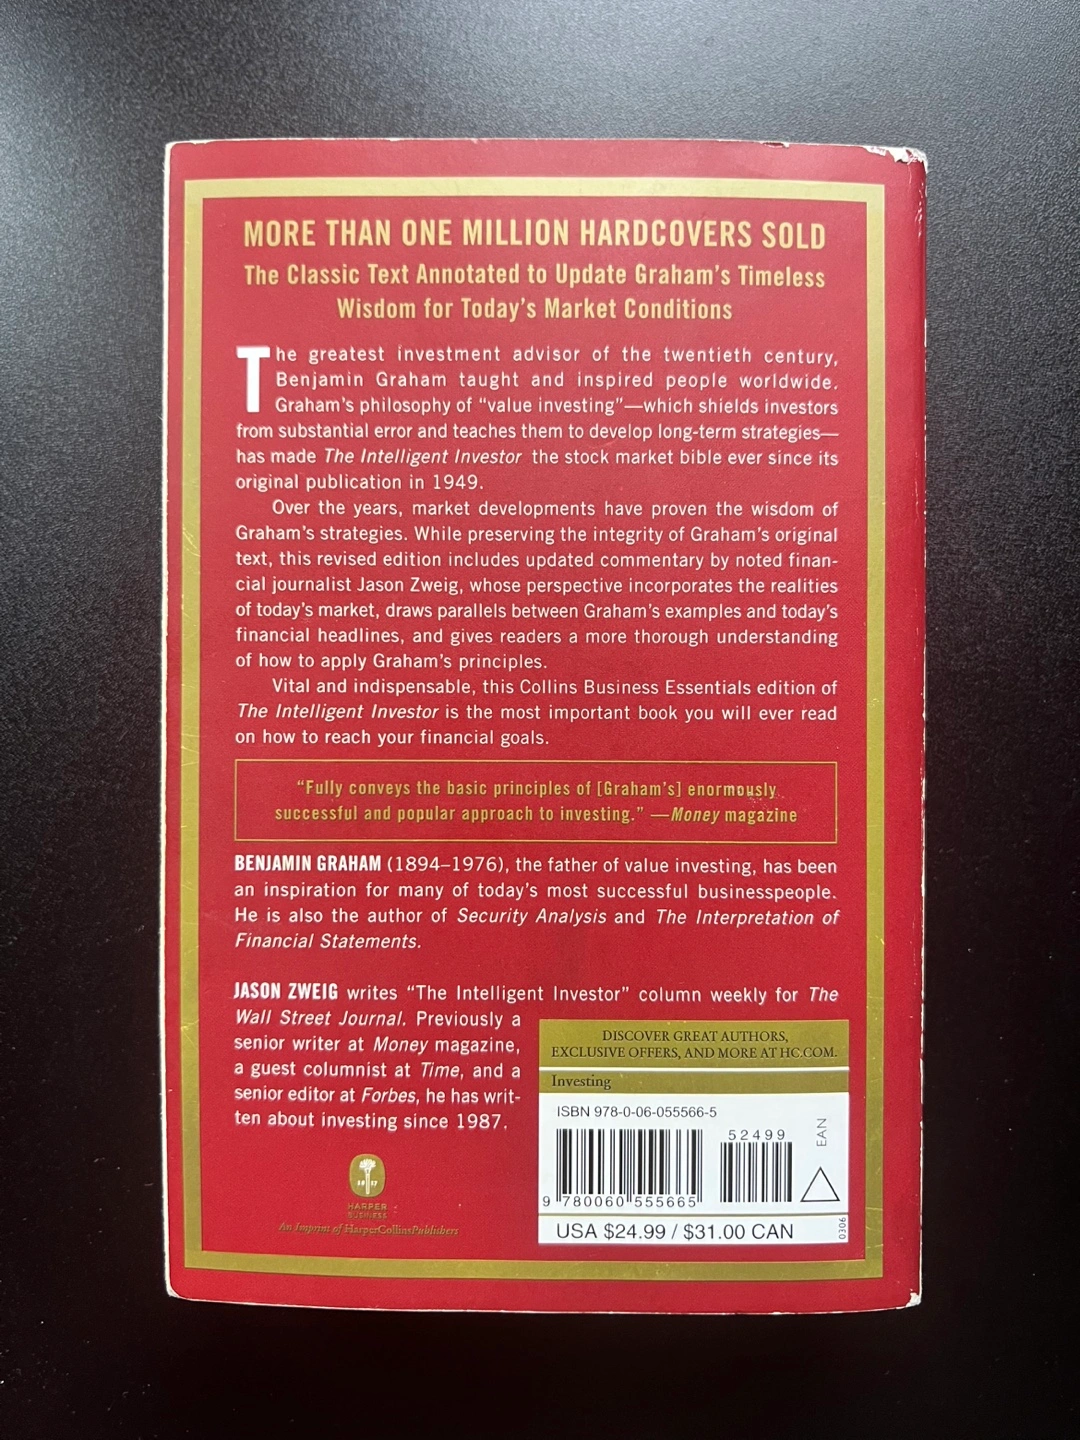 MORE THAN ONE MILLION HARDCOVERS SOLD
The Classic Text Annotated to Update Graham's Timeless
Wisdom for Today's Market Conditions
The greatest investment advisor of the twentieth century,
Benjamin Graham taught and inspired people worldwide.
Graham's philosophy of "value investing"—which shields investors
from substantial error and teaches them to develop long-term strategies—
has made The Intelligent Investor the stock market bible ever since its
original publication in 1949.
Over the years, market developments have proven the wisdom of
Graham's strategies. While preserving the integrity of Graham's original
text, this revised edition includes updated commentary by noted finan-
cial journalist Jason Zweig, whose perspective incorporates the realities
of today's market, draws parallels between Graham's examples and today's
financial headlines, and gives readers a more thorough understanding
of how to apply Graham's principles.
Vital and indispensable, this Collins Business Essentials edition of
The Intelligent Investor is the most important book you will ever read
on how to reach your financial goals.
"Fully conveys the basic principles of [Graham's] enormously
successful and popular approach to investing." —Money magazine
BENJAMIN GRAHAM (1894–1976), the father of value investing, has been
an inspiration for many of today's most successful businesspeople.
He is also the author of Security Analysis and The Interpretation of
Financial Statements.
JASON ZWEIG writes "The Intelligent Investor" column weekly for The
Wall Street Journal. Previously a
senior writer at Money magazine,
a guest columnist at Time, and a
senior editor at Forbes, he has writ-
ten about investing since 1987.
1817
HARPER
BUSINESS
An Imprint of HarperCollinsPublishers
DISCOVER GREAT AUTHORS,
EXCLUSIVE OFFERS, AND MORE AT HC.COM.
Investing
ISBN 978-0-06-055566-5
52499
EAN
9 780060 555665
USA $24.99 / $31.00 CAN
0306